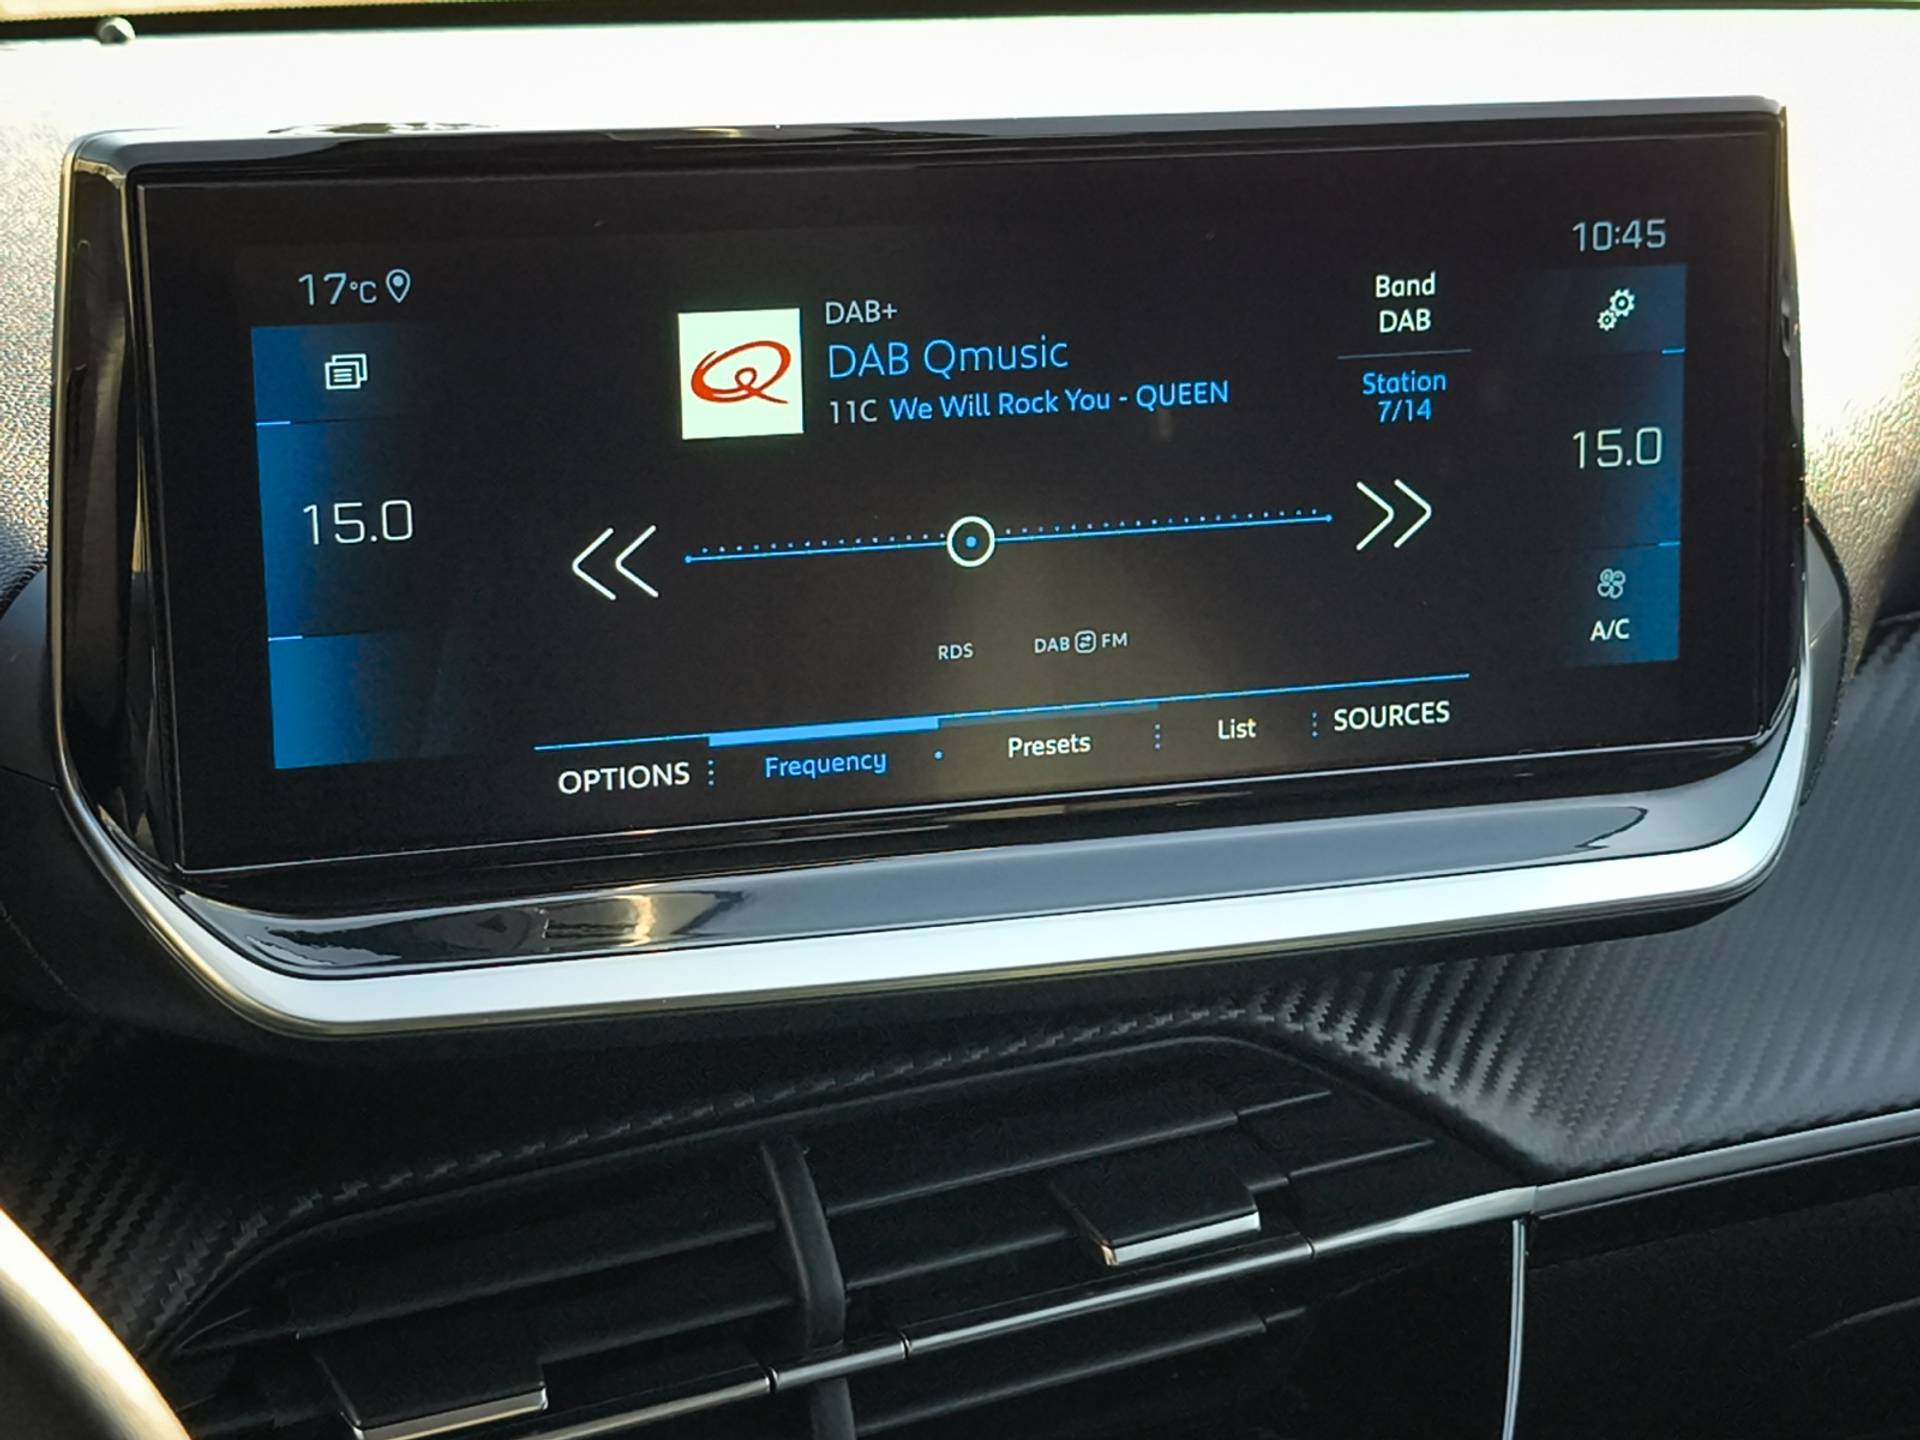 17°C
10:45
DAB+
DAB Qmusic
11C We Will Rock You - QUEEN
Band
DAB
Station
7/14
15.0
15.0
A/C
RDS
DAB FM
OPTIONS
Frequency
Presets
List
SOURCES